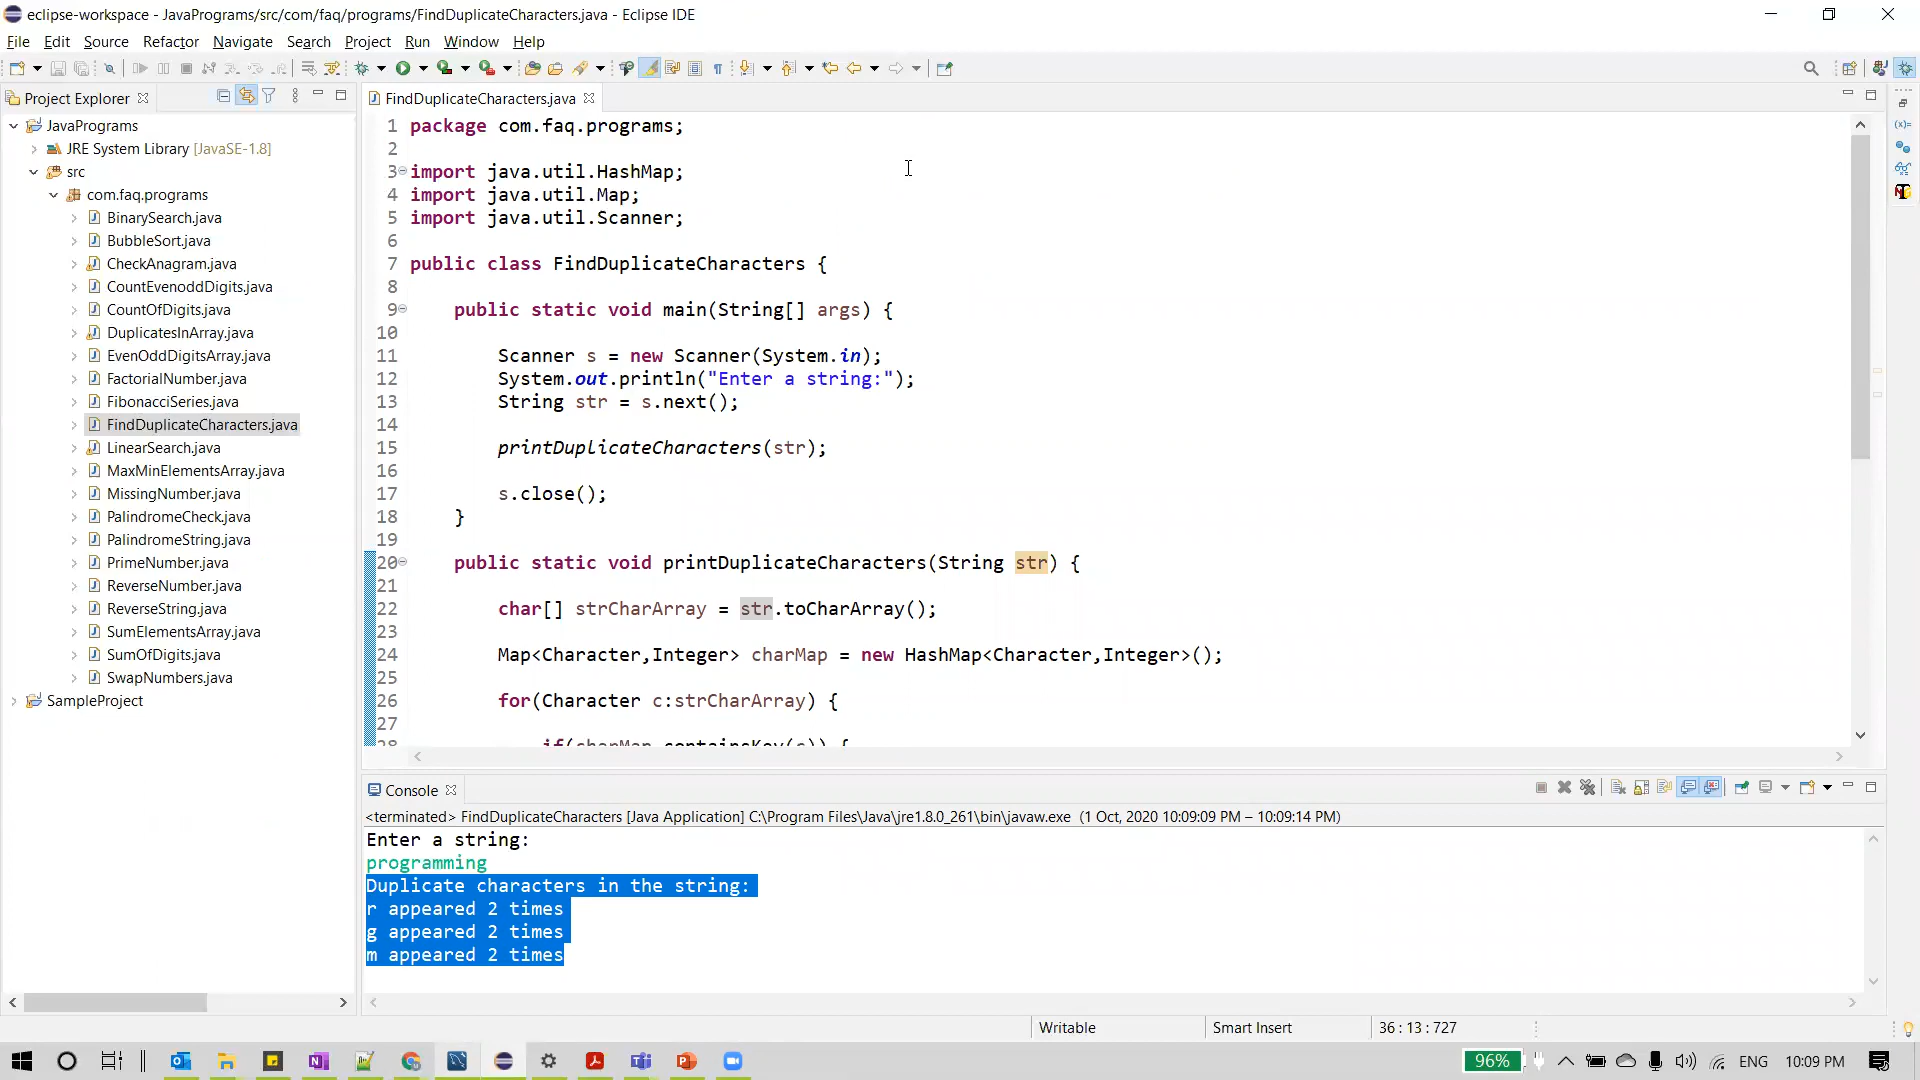 eclipse-workspace - JavaPrograms/src/com/faq/programs/FindDuplicateCharacters.java - Eclipse IDE
File Edit Source Refactor Navigate Search Project Run Window Help
Project Explorer
JavaPrograms
JRE System Library [JavaSE-1.8]
src
com.faq.programs
BinarySearch.java
BubbleSort.java
CheckAnagram.java
CountEvenoddDigits.java
CountOfDigits.java
DuplicatesInArray.java
EvenOddDigitsArray.java
FactorialNumber.java
FibonacciSeries.java
FindDuplicateCharacters.java
LinearSearch.java
MaxMinElementsArray.java
MissingNumber.java
PalindromeCheck.java
PalindromeString.java
PrimeNumber.java
ReverseNumber.java
ReverseString.java
SumElementsArray.java
SumOfDigits.java
SwapNumbers.java
SampleProject
FindDuplicateCharacters.java
1 package com.faq.programs;
2
3 import java.util.HashMap;
4 import java.util.Map;
5 import java.util.Scanner;
6
7 public class FindDuplicateCharacters {
8
9 public static void main(String[] args) {
10
11 Scanner s = new Scanner(System.in);
12 System.out.println("Enter a string:");
13 String str = s.next();
14
15 printDuplicateCharacters(str);
16
17 s.close();
18 }
19
20 public static void printDuplicateCharacters(String str) {
21
22 char[] strCharArray = str.toCharArray();
23
24 Map<Character,Integer> charMap = new HashMap<Character,Integer>();
25
26 for(Character c:strCharArray) {
27
28 if(charMap.containsKey(c)) {
Console
<terminated> FindDuplicateCharacters [Java Application] C:\Program Files\Java\jre1.8.0_261\bin\javaw.exe (1 Oct, 2020 10:09:09 PM – 10:09:14 PM)
Enter a string:
programming
Duplicate characters in the string:
r appeared 2 times
g appeared 2 times
m appeared 2 times
Writable Smart Insert 36 : 13 : 727
96% ENG 10:09 PM